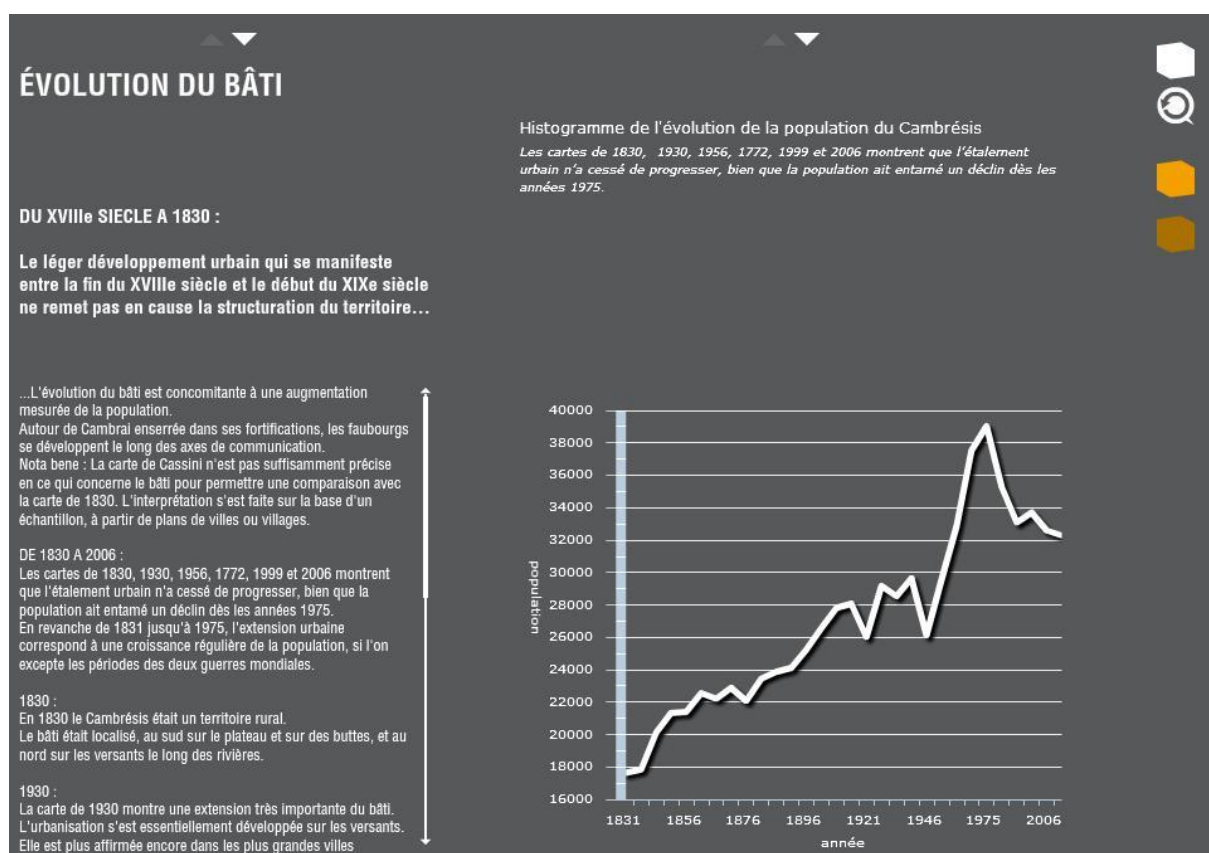 ÉVOLUTION DU BÂTI
DU XVIIIe SIECLE A 1830 :
Le léger développement urbain qui se manifeste
entre la fin du XVIIIe siècle et le début du XIXe siècle
ne remet pas en cause la structuration du territoire...
...L'évolution du bâti est concomitante à une augmentation
mesurée de la population.
Autour de Cambrai enserrée dans ses fortifications, les faubourgs
se développent le long des axes de communication.
Nota bene : La carte de Cassini n'est pas suffisamment précise
en ce qui concerne le bâti pour permettre une comparaison avec
la carte de 1830. L'interprétation s'est faite sur la base d'un
échantillon, à partir de plans de villes ou villages.
DE 1830 A 2006 :
Les cartes de 1830, 1930, 1956, 1772, 1999 et 2006 montrent
que l'étalement urbain n'a cessé de progresser, bien que la
population ait entamé un déclin dès les années 1975.
En revanche de 1831 jusqu'à 1975, l'extension urbaine
correspond à une croissance régulière de la population, si l'on
excepte les périodes des deux guerres mondiales.
1830 :
En 1830 le Cambrésis était un territoire rural.
Le bâti était localisé, au sud sur le plateau et sur des buttes, et au
nord sur les versants le long des rivières.
1930 :
La carte de 1930 montre une extension très importante du bâti.
L'urbanisation s'est essentiellement développée sur les versants.
Elle est plus affirmée encore dans les plus grandes villes
Histogramme de l'évolution de la population du Cambrésis
Les cartes de 1830, 1930, 1956, 1772, 1999 et 2006 montrent que l'étalement
urbain n'a cessé de progresser, bien que la population ait entamé un déclin dès les
années 1975.
40000
38000
36000
34000
32000
30000
28000
26000
24000
22000
20000
18000
16000
population
1831 1856 1876 1896 1921 1946 1975 2006
année